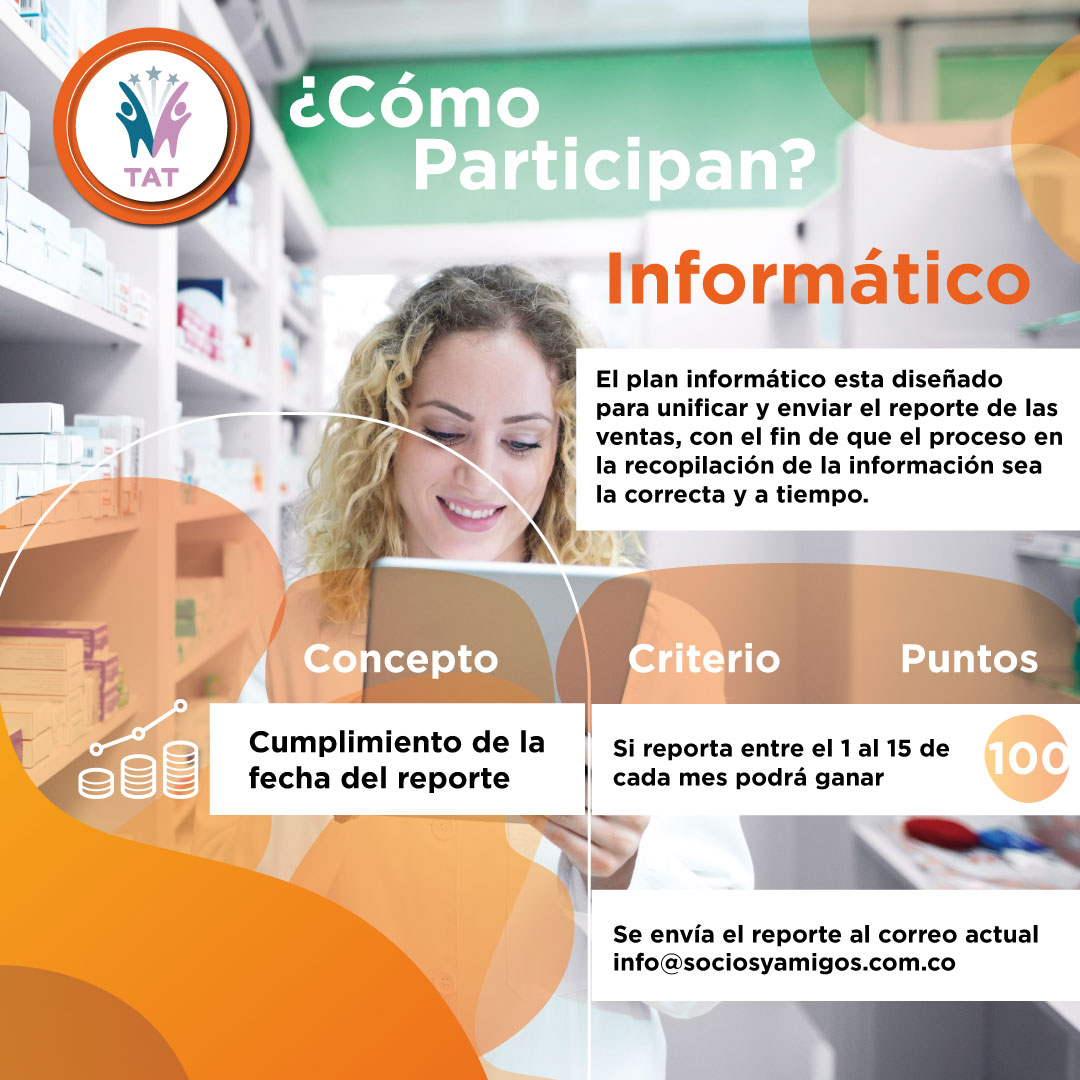 TAT
¿Cómo
Participan?
Informático
El plan informático esta diseñado
para unificar y enviar el reporte de las
ventas, con el fin de que el proceso en
la recopilación de la información sea
la correcta y a tiempo.
Concepto
Criterio
Puntos
Cumplimiento de la
fecha del reporte
Si reporta entre el 1 al 15 de
cada mes podrá ganar
100
Se envía el reporte al correo actual
info@sociosyamigos.com.co